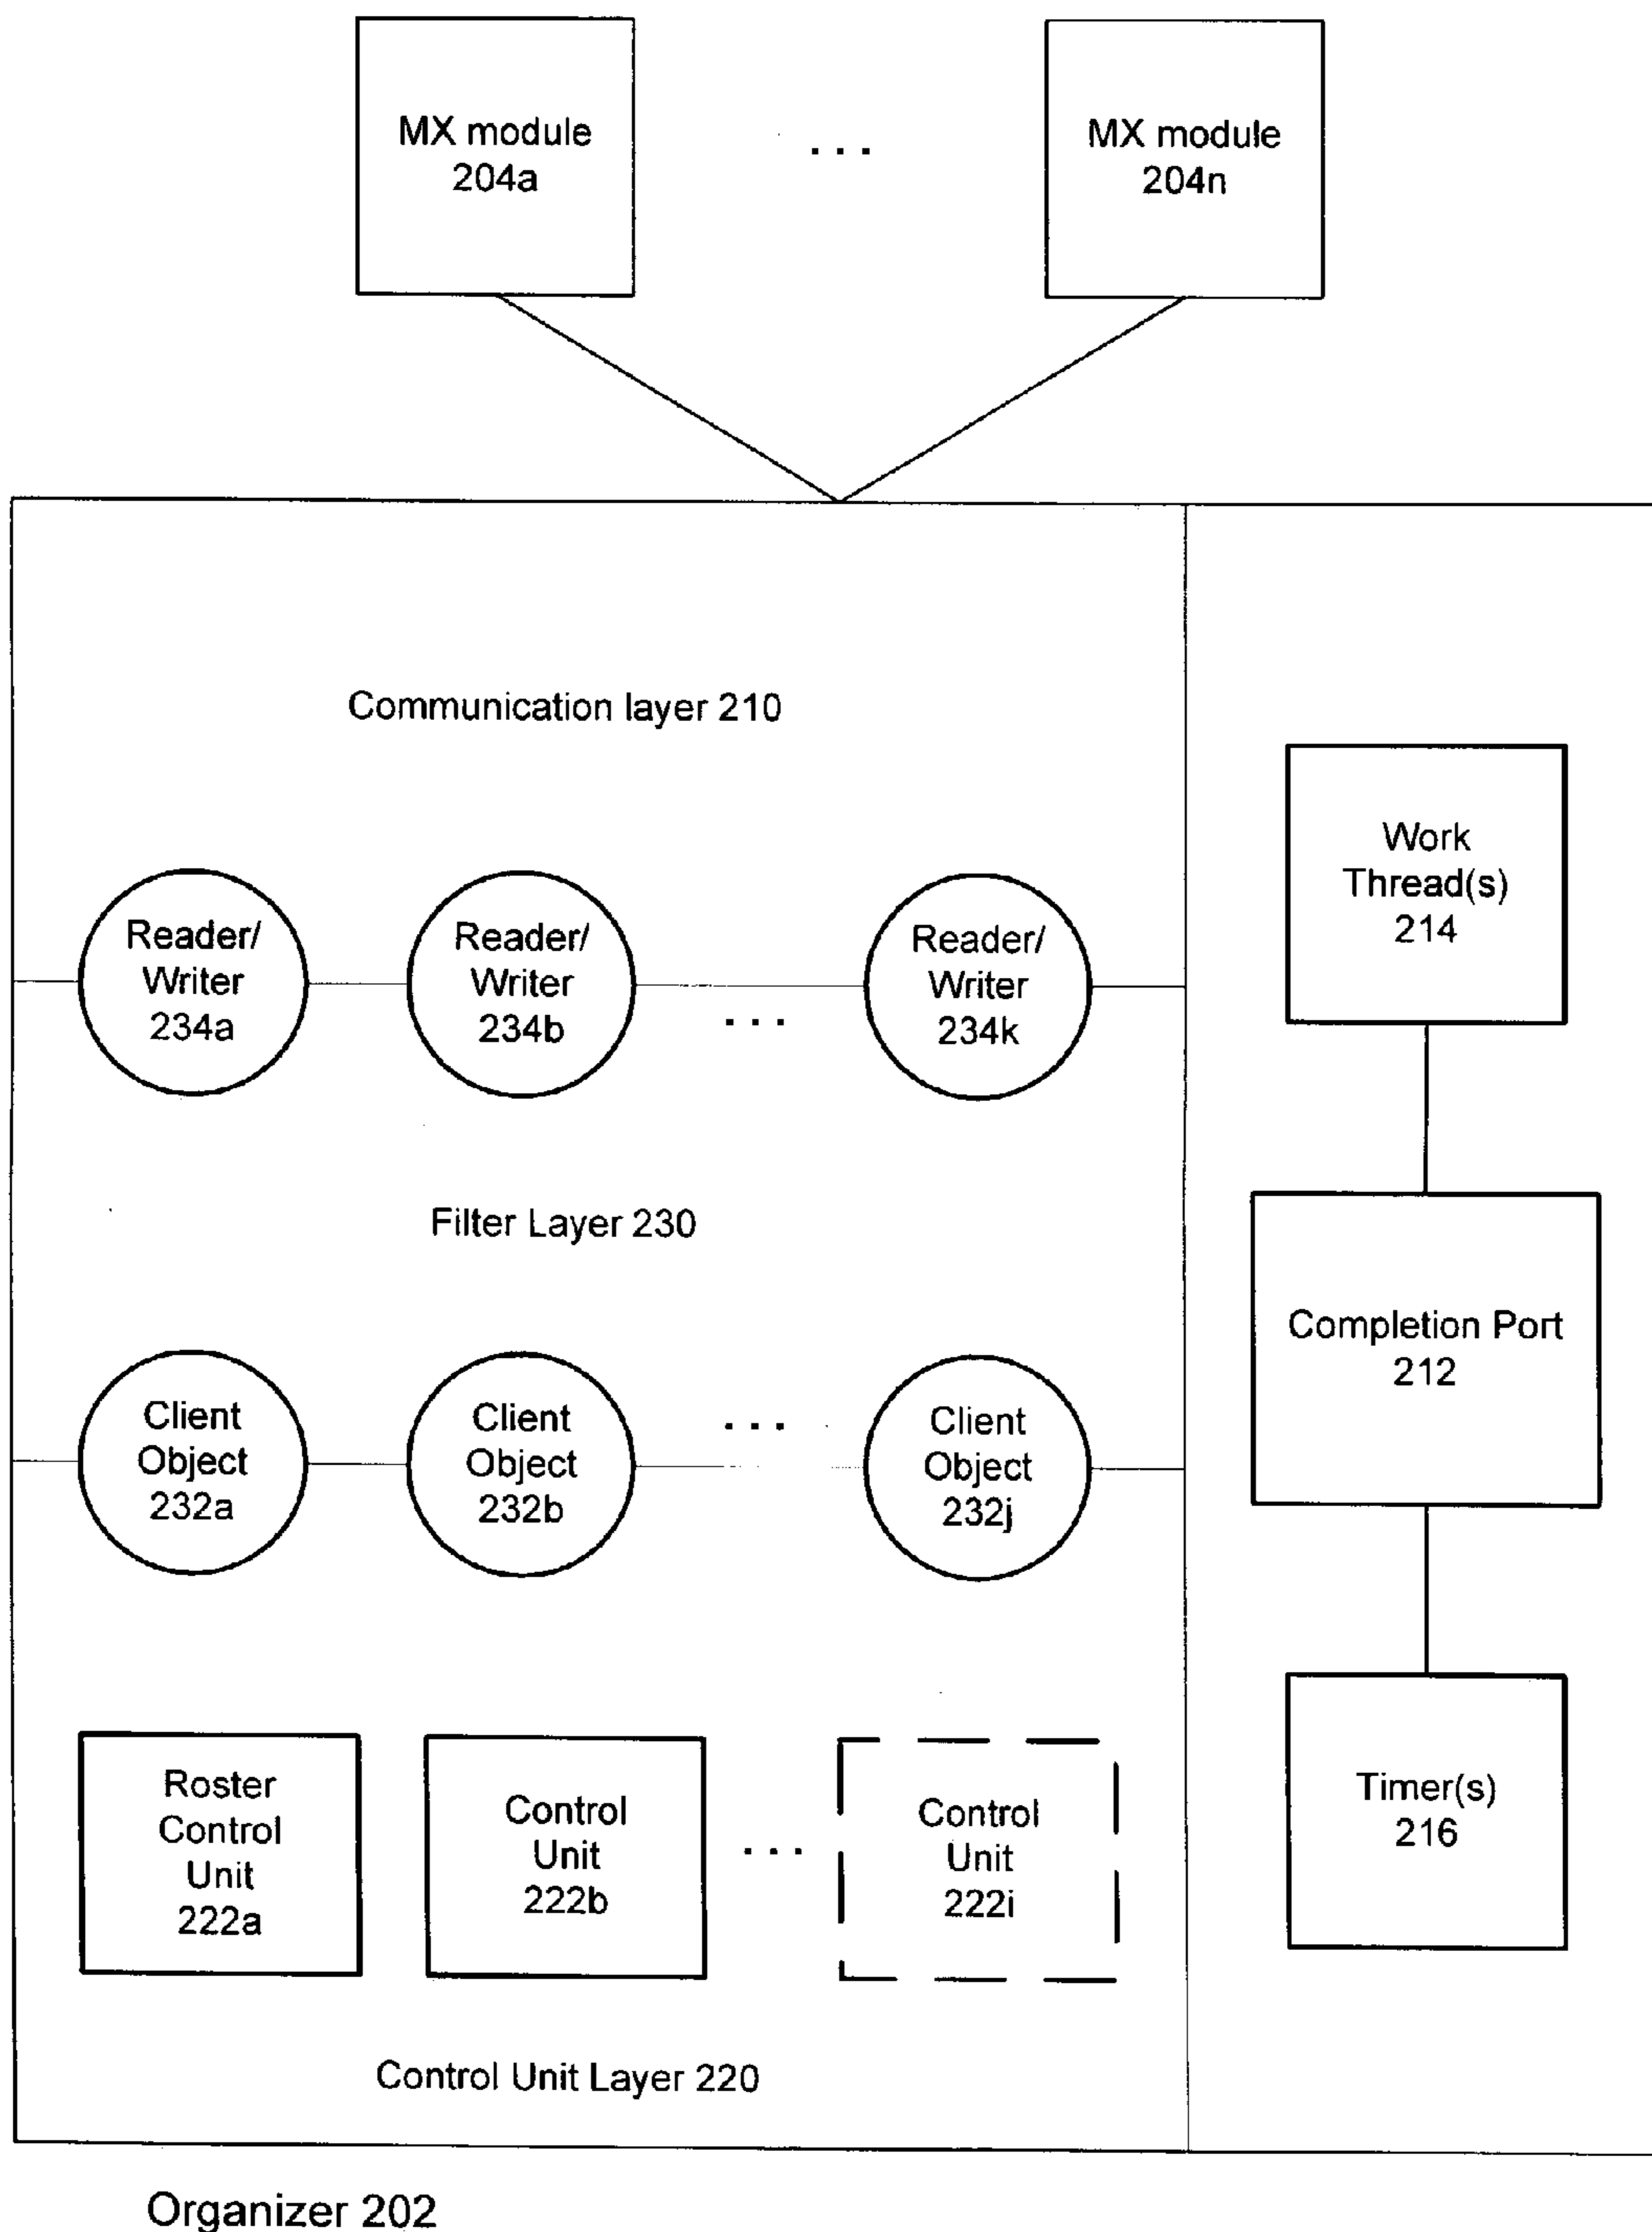 MX module
204a
...
MX module
204n
Communication layer 210
Reader/
Writer
234a
Reader/
Writer
234b
...
Reader/
Writer
234k
Filter Layer 230
Client
Object
232a
Client
Object
232b
...
Client
Object
232j
Roster
Control
Unit
222a
Control
Unit
222b
...
Control
Unit
222i
Control Unit Layer 220
Work
Thread(s)
214
Completion Port
212
Timer(s)
216
Organizer 202